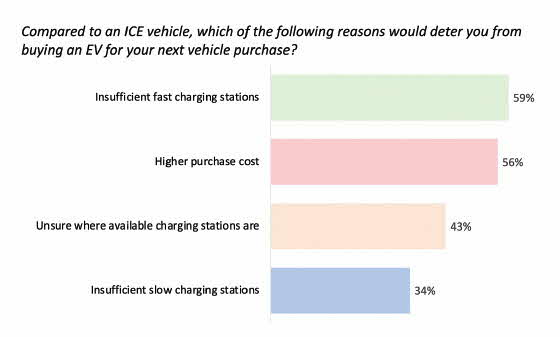 Compared to an ICE vehicle, which of the following reasons would deter you from
buying an EV for your next vehicle purchase?
Insufficient fast charging stations 59%
Higher purchase cost 56%
Unsure where available charging stations are 43%
Insufficient slow charging stations 34%